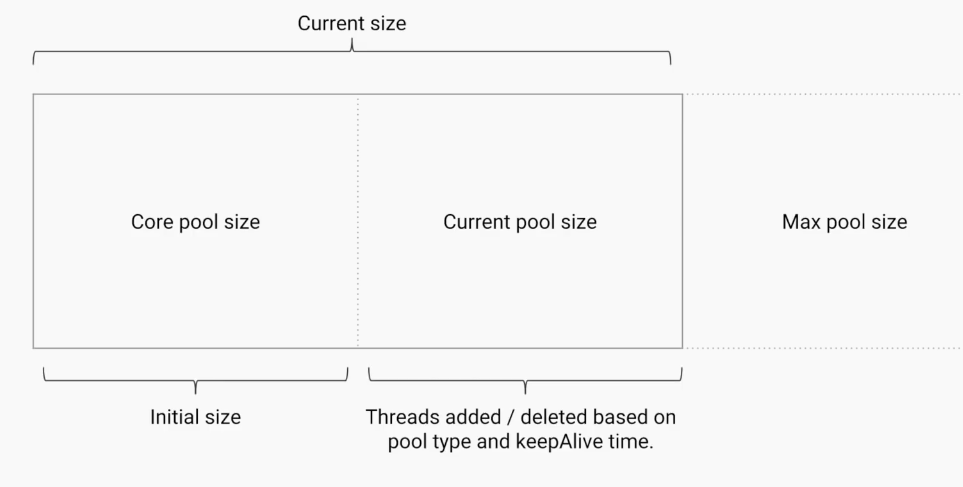 Current size
Core pool size
Current pool size
Max pool size
Initial size
Threads added / deleted based on
pool type and keepAlive time.